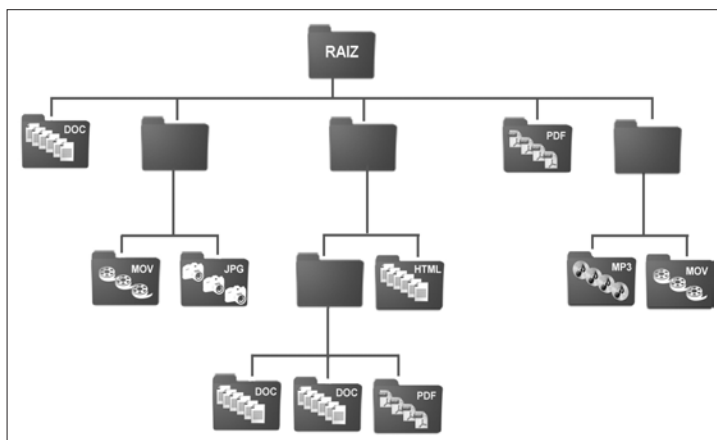 RAIZ
DOC
PDF
MOV
JPG
HTML
MP3
MOV
DOC
DOC
PDF